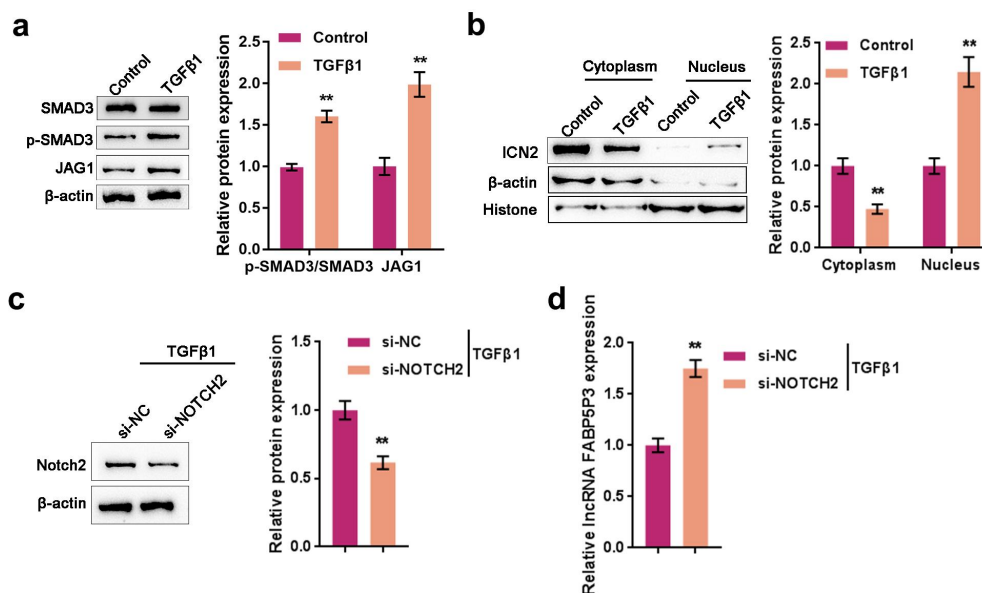 a
Control
TGFβ1
SMAD3
p-SMAD3
JAG1
β-actin
Relative protein expression
2.5
2.0
1.5
1.0
0.5
0.0
Control
TGFβ1
**
**
p-SMAD3/SMAD3 JAG1
b
Cytoplasm Nucleus
Control
TGFβ1
Control
TGFβ1
ICN2
β-actin
Histone
Relative protein expression
2.5
2.0
1.5
1.0
0.5
0.0
Control
TGFβ1
**
**
Cytoplasm Nucleus
c
TGFβ1
si-NC
si-NOTCH2
Notch2
β-actin
Relative protein expression
1.5
1.0
0.5
0.0
si-NC
si-NOTCH2
TGFβ1
**
d
Relative lncRNA FABP5P3 expression
2.0
1.5
1.0
0.5
0.0
**
si-NC
si-NOTCH2
TGFβ1